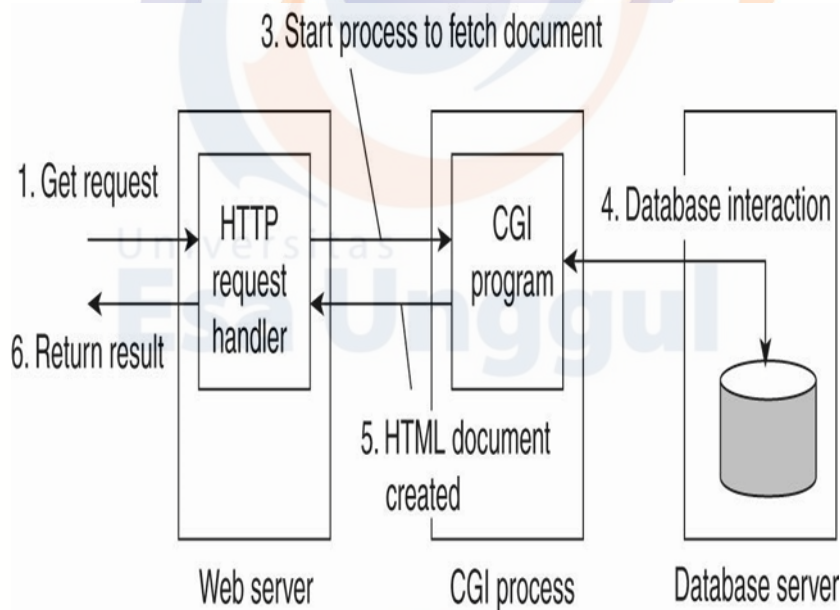 3. Start process to fetch document
1. Get request
HTTP
request
handler
CGI
program
4. Database interaction
6. Return result
5. HTML document
created
Web server
CGI process
Database server
Universitas
Esa Unggul